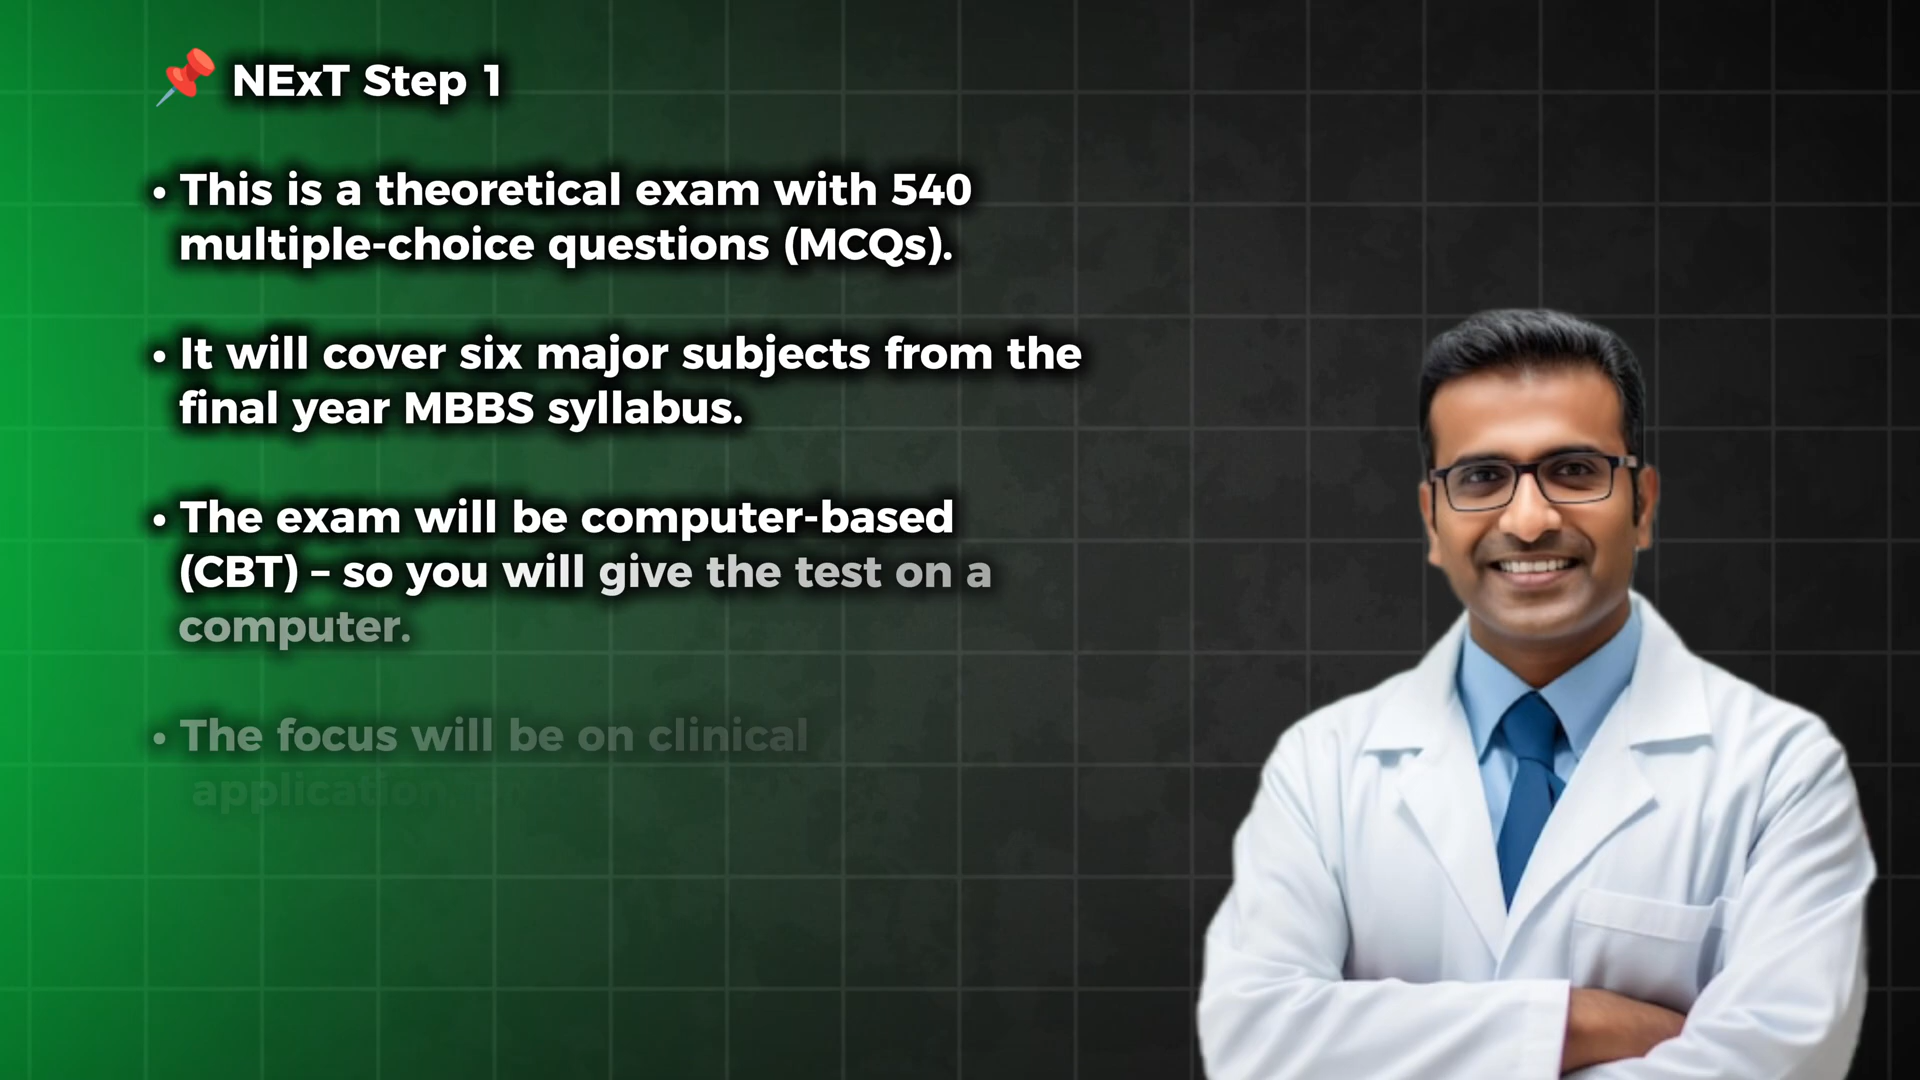 📌 NExT Step 1
• This is a theoretical exam with 540
multiple-choice questions (MCQs).
• It will cover six major subjects from the
final year MBBS syllabus.
• The exam will be computer-based
(CBT) – so you will give the test on a
computer.
• The focus will be on clinical
application,